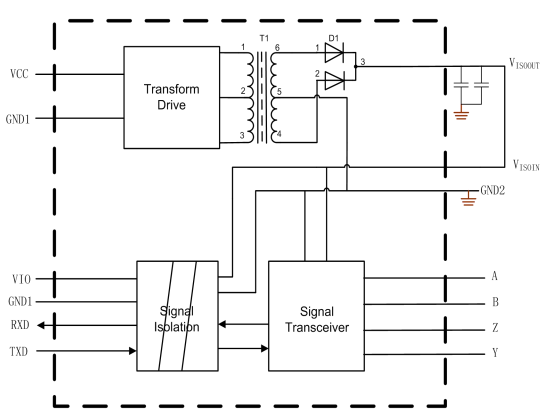 T1
D1
1
6
1
3
VISOOUT
VCC
Transform
Drive
2
5
2
GND1
3
4
VISOIN
GND2
VIO
GND1
RXD
TXD
Signal
Isolation
Signal
Transceiver
A
B
Z
Y